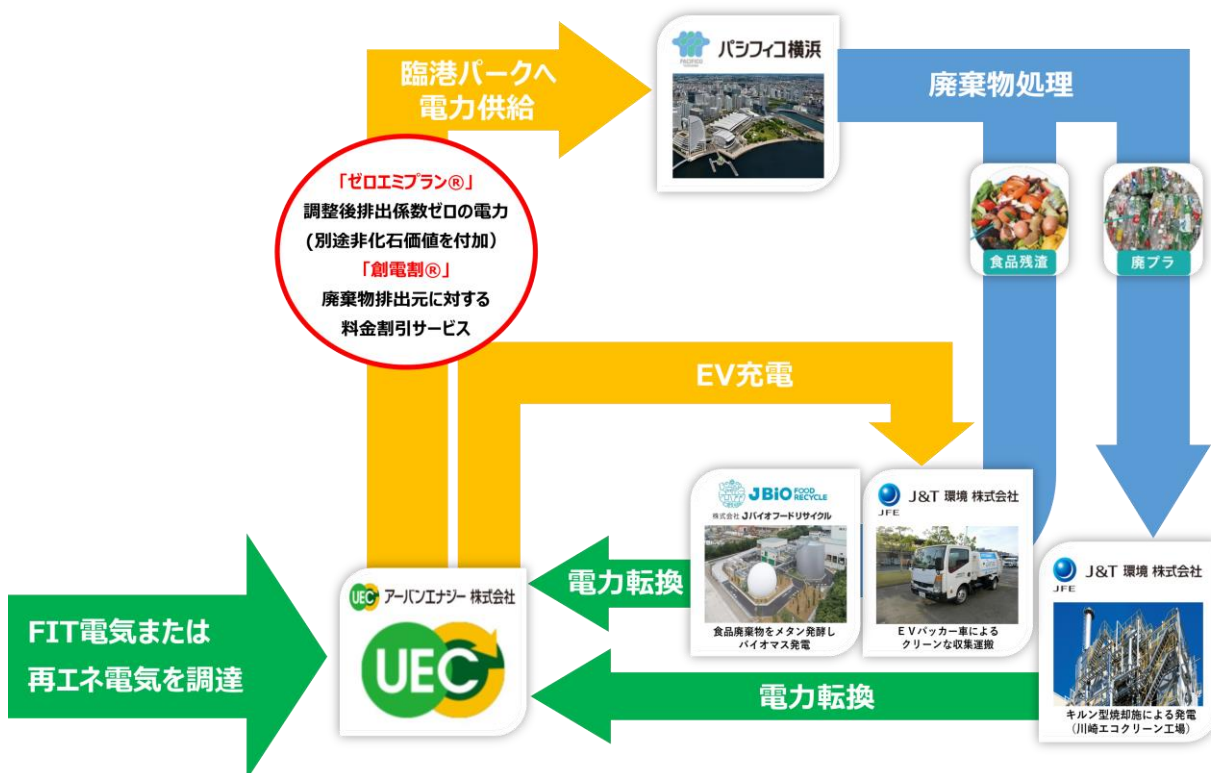 PACIFICO
YOKOHAMA
パシフィコ横浜
臨港パークへ
電力供給
廃棄物処理
「ゼロエミプラン®」
調整後排出係数ゼロの電力
(別途非化石価値を付加）
「創電割®」
廃棄物排出元に対する
料金割引サービス
食品残渣
廃プラ
EV充電
JBiO FOOD RECYCLE
株式会社 Jバイオフードリサイクル
食品廃棄物をメタン発酵し
バイオマス発電
JFE
J&T 環境 株式会社
EVパッカー車による
クリーンな収集運搬
JFE
J&T 環境 株式会社
キルン型焼却施による発電
（川崎エコクリーン工場）
電力転換
電力転換
UEC アーバンエナジー 株式会社
UEC
FIT電気または
再エネ電気を調達